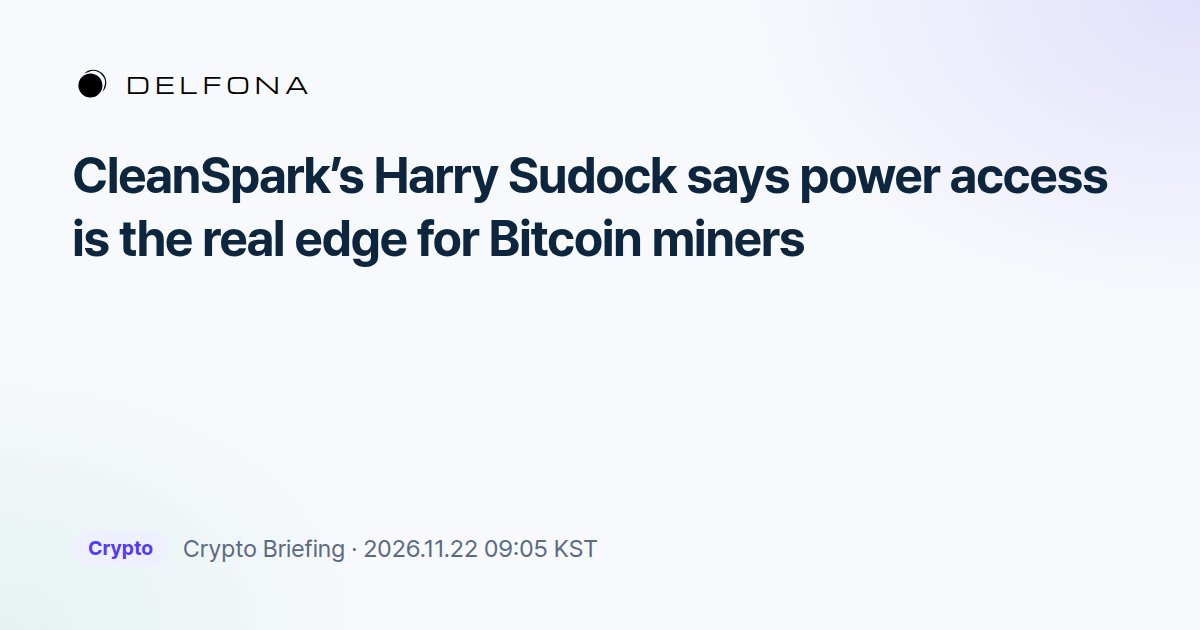 DELFONA
CleanSpark’s Harry Sudock says power access
is the real edge for Bitcoin miners
Crypto Crypto Briefing · 2026.11.22 09:05 KST